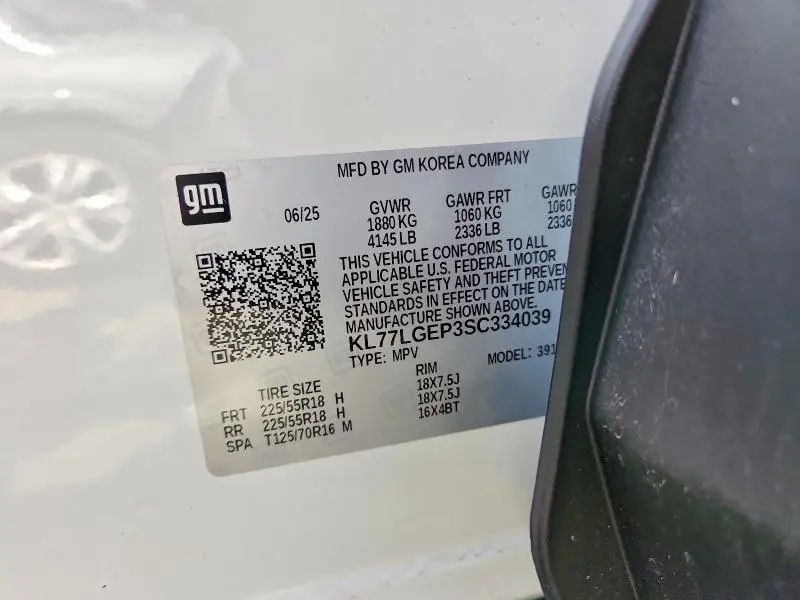 MFD BY GM KOREA COMPANY
gm
06/25
GVWR GAWR FRT GAWR
1880 KG 1060 KG 1060
4145 LB 2336 LB 2336
THIS VEHICLE CONFORMS TO ALL
APPLICABLE U.S. FEDERAL MOTOR
VEHICLE SAFETY AND THEFT PREVEN
STANDARDS IN EFFECT ON THE DATE
MANUFACTURE SHOWN ABOVE.
KL77LGEP3SC334039
TYPE: MPV MODEL: 391
TIRE SIZE RIM
FRT 225/55R18 H 18X7.5J
RR 225/55R18 H 18X7.5J
SPA T125/70R16 M 16X4BT